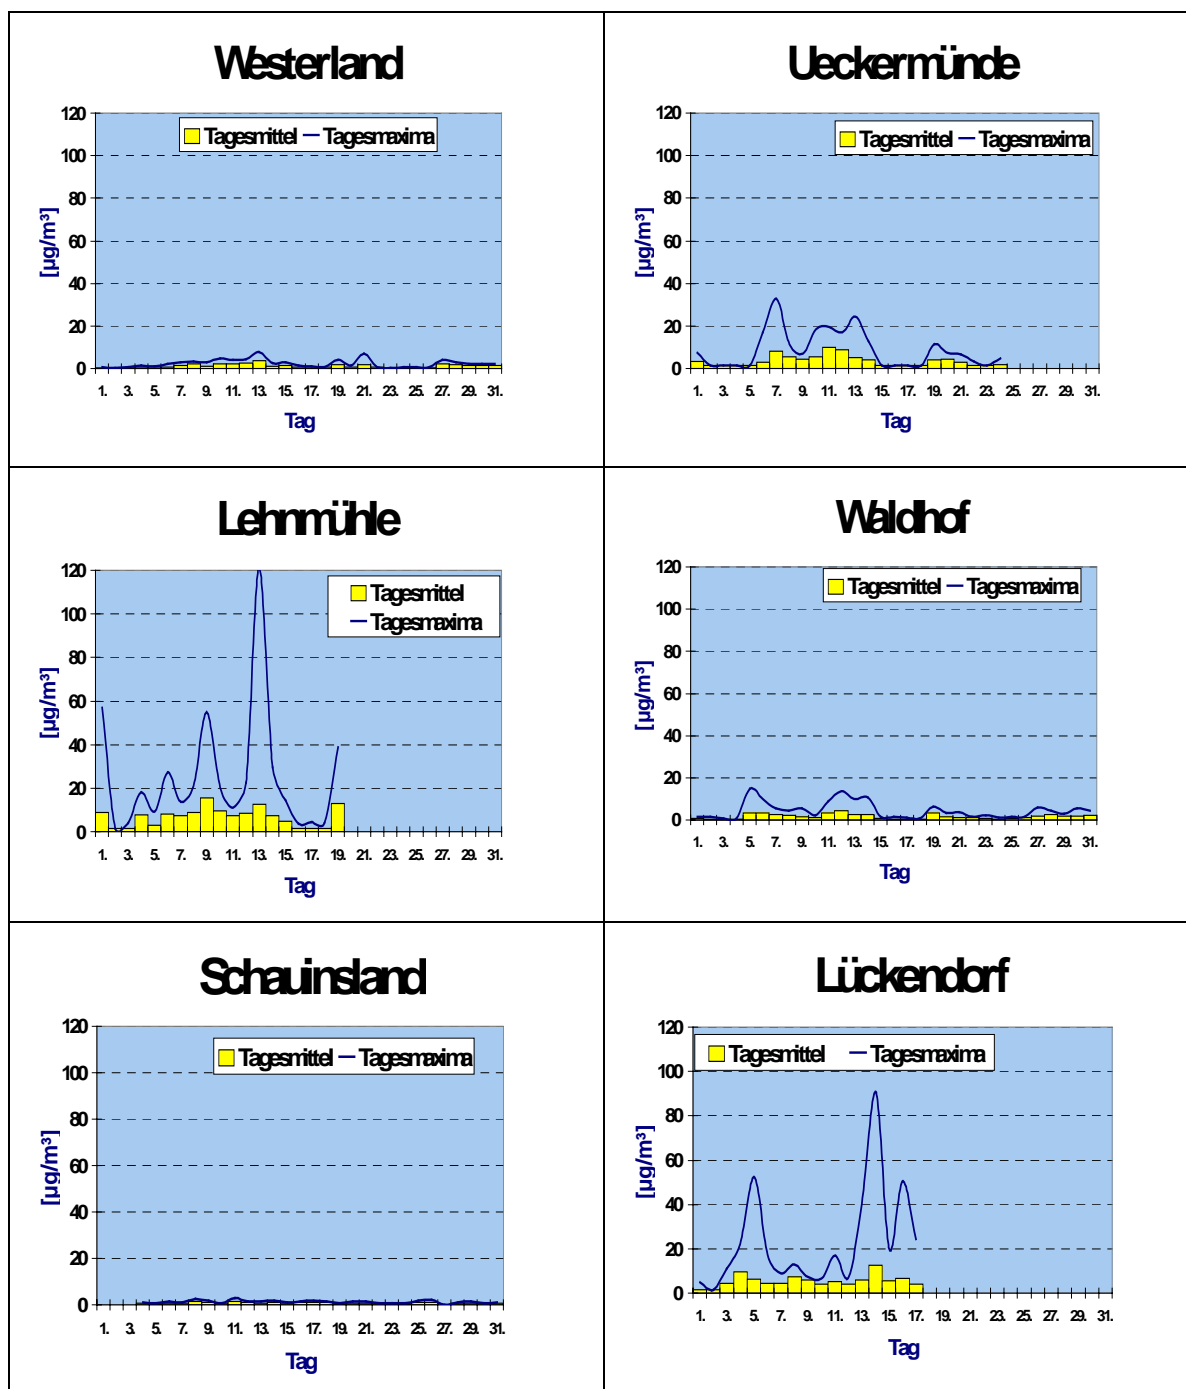 Westerland
120
Tagesmittel Tagesmaxima
100
80
60
40
20
0
[µg/m³]
1. 3. 5. 7. 9. 11. 13. 15. 17. 19. 21. 23. 25. 27. 29. 31.
Tag
Ueckermünde
120
Tagesmittel Tagesmaxima
100
80
60
40
20
0
[µg/m³]
1. 3. 5. 7. 9. 11. 13. 15. 17. 19. 21. 23. 25. 27. 29. 31.
Tag
Lehnmühle
120
Tagesmittel
100
Tagesmaxima
80
60
40
20
0
[µg/m³]
1. 3. 5. 7. 9. 11. 13. 15. 17. 19. 21. 23. 25. 27. 29. 31.
Tag
Waldhof
120
Tagesmittel Tagesmaxima
100
80
60
40
20
0
[µg/m³]
1. 3. 5. 7. 9. 11. 13. 15. 17. 19. 21. 23. 25. 27. 29. 31.
Tag
Schauinsland
120
Tagesmittel Tagesmaxima
100
80
60
40
20
0
[µg/m³]
1. 3. 5. 7. 9. 11. 13. 15. 17. 19. 21. 23. 25. 27. 29. 31.
Tag
Lückendorf
120
Tagesmittel Tagesmaxima
100
80
60
40
20
0
[µg/m³]
1. 3. 5. 7. 9. 11. 13. 15. 17. 19. 21. 23. 25. 27. 29. 31.
Tag